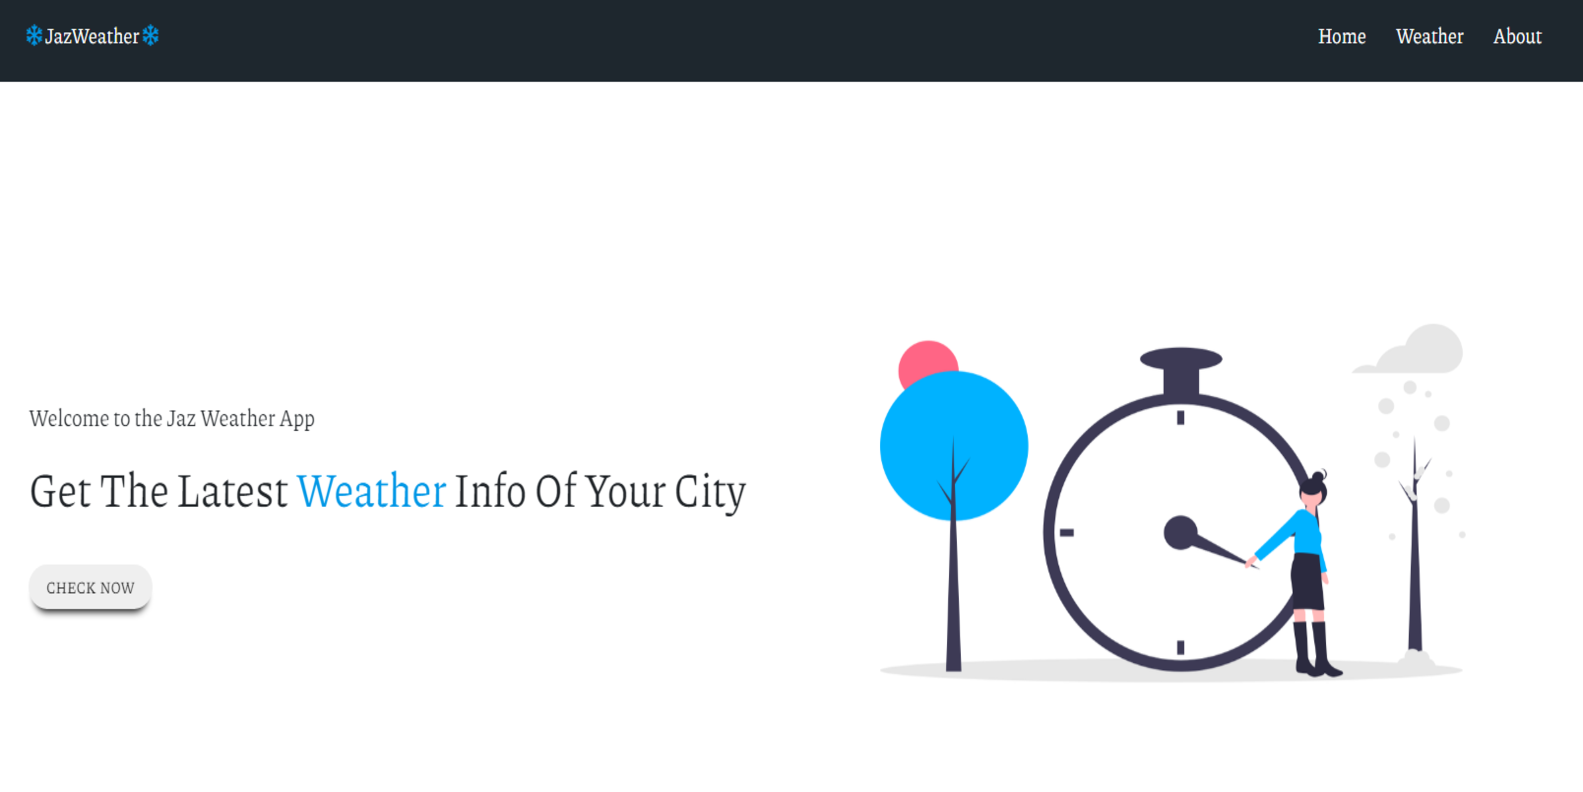 ❄JazWeather❄
Home Weather About
Welcome to the Jaz Weather App
Get The Latest Weather Info Of Your City
CHECK NOW